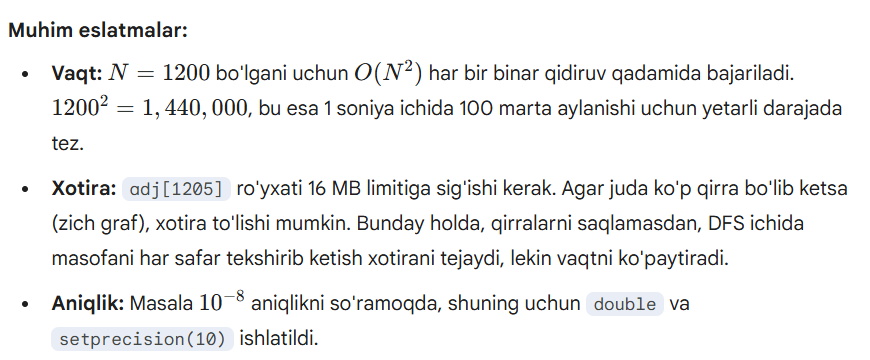 Muhim eslatmalar:
• Vaqt: N = 1200 bo'lgani uchun O(N²) har bir binar qidiruv qadamida bajariladi.
1200² = 1,440,000, bu esa 1 soniya ichida 100 marta aylanishi uchun yetarli darajada
tez.
• Xotira: adj[1205] ro'yxati 16 MB limitiga sig'ishi kerak. Agar juda ko'p qirra bo'lib ketsa
(zich graf), xotira to'lishi mumkin. Bunday holda, qirralarni saqlamasdan, DFS ichida
masofani har safar tekshirib ketish xotirani tejaydi, lekin vaqtni ko'paytiradi.
• Aniqlik: Masala 10⁻⁸ aniqlikni so'ramoqda, shuning uchun double va
setprecision(10) ishlatildi.